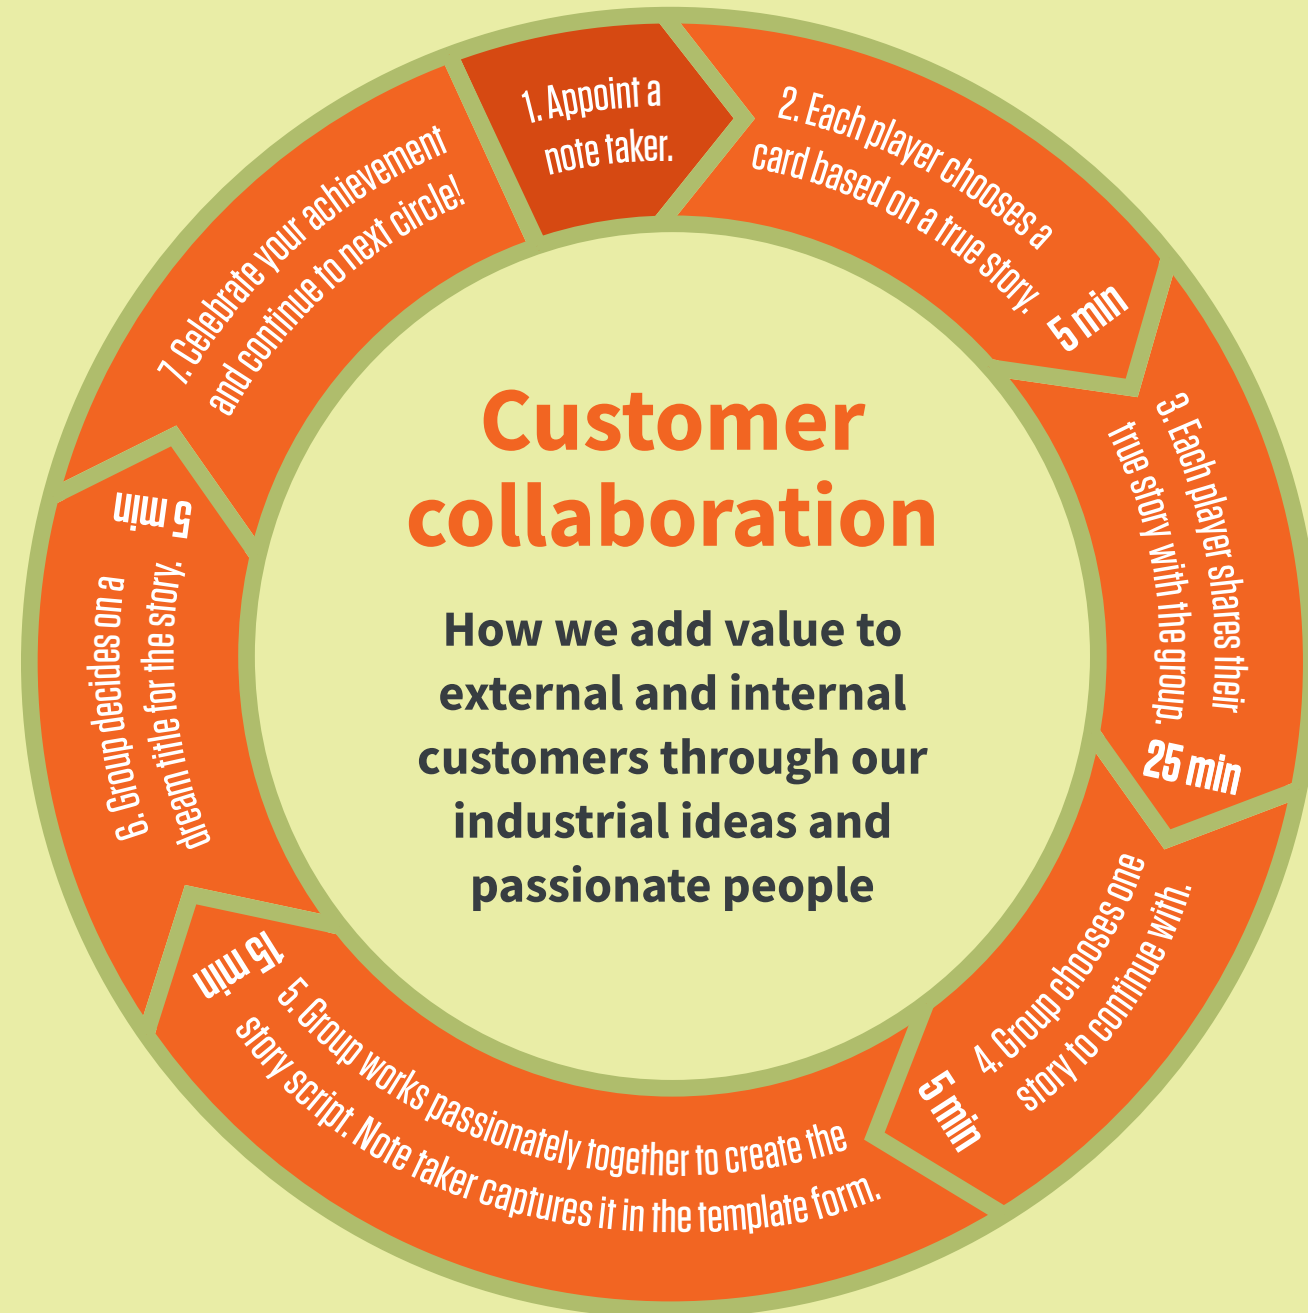 1. Appoint a
note taker.
2. Each player chooses a
card based on a true story.
5 min
3. Each player shares their
true story with the group.
25 min
4. Group chooses one
story to continue with.
5 min
5. Group works passionately together to create the
story script. Note taker captures it in the template form.
15 min
6. Group decides on a
dream title for the story.
5 min
7. Celebrate your achievement
and continue to next circle!
Customer
collaboration
How we add value to
external and internal
customers through our
industrial ideas and
passionate people